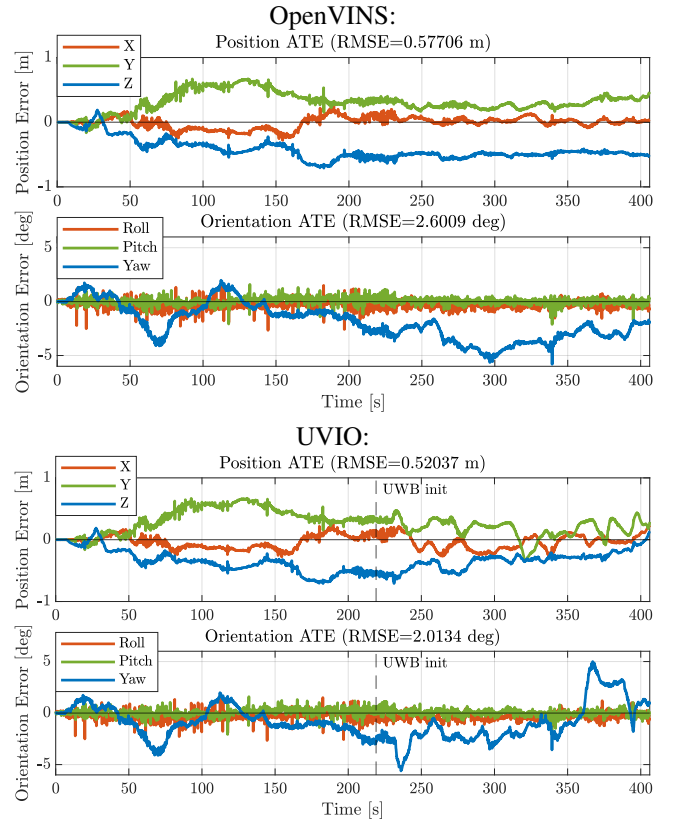 OpenVINS:
Position ATE (RMSE=0.57706 m)
Position Error [m]
X
Y
Z
1
0
-1
0 50 100 150 200 250 300 350 400
Orientation ATE (RMSE=2.6009 deg)
Orientation Error [deg]
Roll
Pitch
Yaw
5
0
-5
0 50 100 150 200 250 300 350 400
Time [s]
UVIO:
Position ATE (RMSE=0.52037 m)
Position Error [m]
X
Y
Z
UWB init
1
0
-1
0 50 100 150 200 250 300 350 400
Orientation ATE (RMSE=2.0134 deg)
Orientation Error [deg]
Roll
Pitch
Yaw
UWB init
5
0
-5
0 50 100 150 200 250 300 350 400
Time [s]